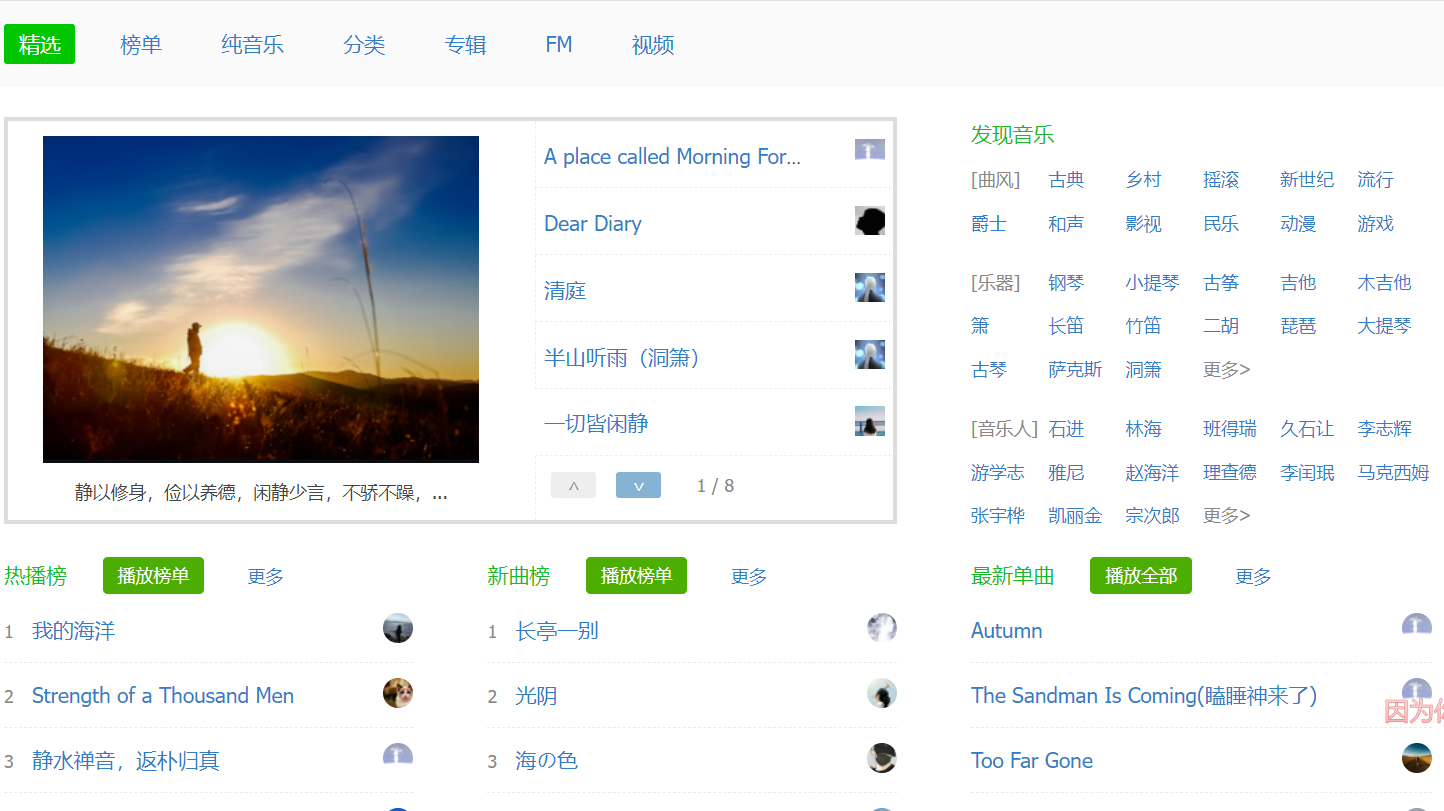 精选 榜单 纯音乐 分类 专辑 FM 视频
A place called Morning For...
Dear Diary
清庭
半山听雨（洞箫）
一切皆闲静
1 / 8
静以修身，俭以养德，闲静少言，不骄不躁，...
发现音乐
[曲风] 古典 乡村 摇滚 新世纪 流行
爵士 和声 影视 民乐 动漫 游戏
[乐器] 钢琴 小提琴 古筝 吉他 木吉他
箫 长笛 竹笛 二胡 琵琶 大提琴
古琴 萨克斯 洞箫 更多>
[音乐人] 石进 林海 班得瑞 久石让 李志辉
游学志 雅尼 赵海洋 理查德 李闰珉 马克西姆
张宇桦 凯丽金 宗次郎 更多>
热播榜 播放榜单 更多
1 我的海洋
2 Strength of a Thousand Men
3 静水禅音，返朴归真
新曲榜 播放榜单 更多
1 长亭一别
2 光阴
3 海の色
最新单曲 播放全部 更多
Autumn
The Sandman Is Coming(瞌睡神来了)
Too Far Gone
因为